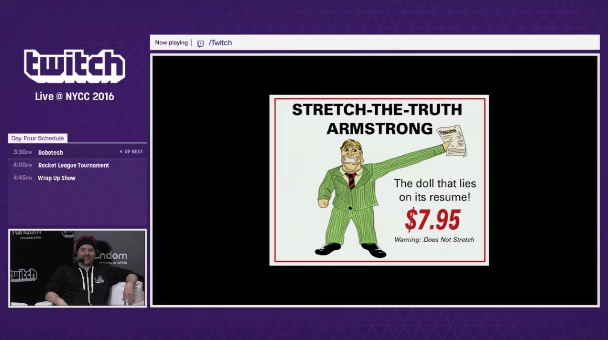 twitch
Live @ NYCC 2016
Now playing | /Twitch
Day Four Schedule
3:30PM Robotech UP NEXT
4:00PM Rocket League Tournament
4:45PM Wrap Up Show
twitch
STRETCH-THE-TRUTH
ARMSTRONG
Resume
The doll that lies
on its resume!
$7.95
Warning: Does Not Stretch